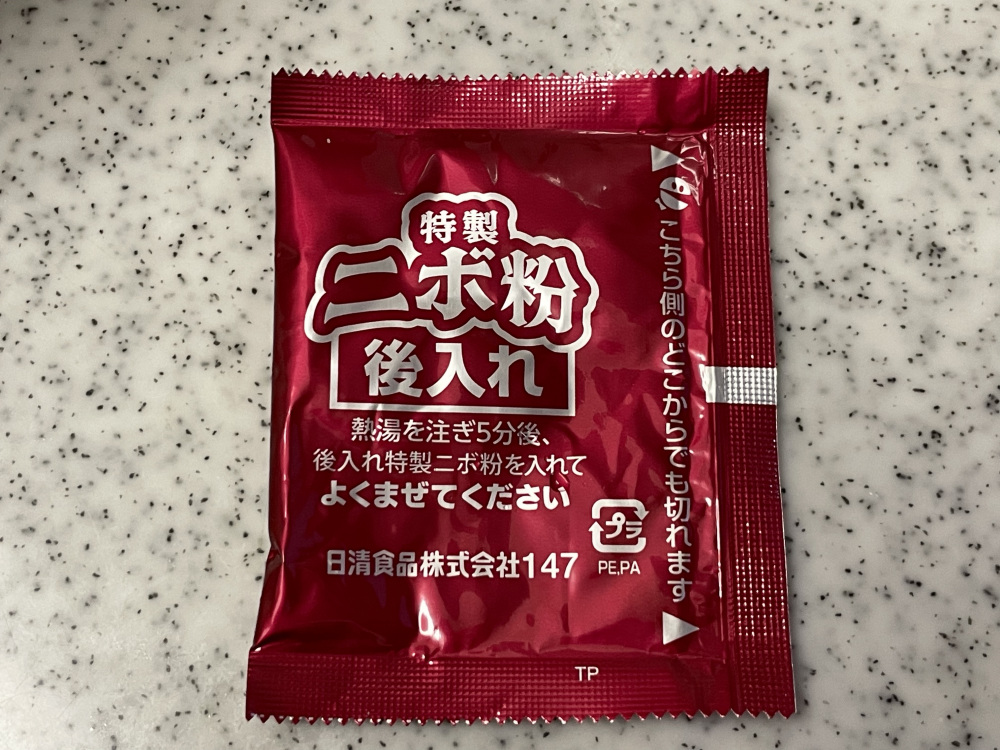 特製
ニボ粉
後入れ
熱湯を注ぎ5分後、
後入れ特製ニボ粉を入れて
よくまぜてください
日清食品株式会社147
プラ
PE,PA
こちら側のどこからでも切れます
TP